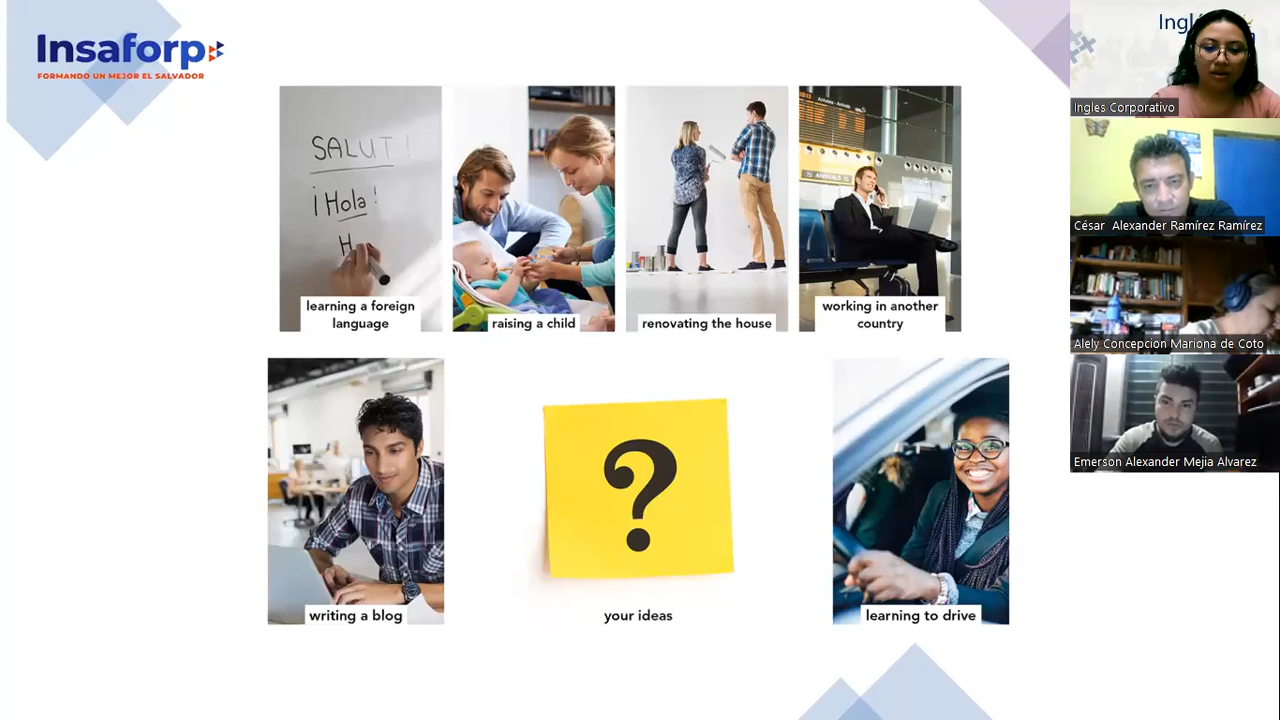 Insaforp
FORMANDO UN MEJOR EL SALVADOR
SALUT!
¡Hola!
H
learning a foreign
language
raising a child
renovating the house
working in another
country
writing a blog
?
your ideas
learning to drive
Ingles Corporativo
César Alexander Ramírez Ramírez
Alely Concepcion Mariona de Coto
Emerson Alexander Mejia Alvarez